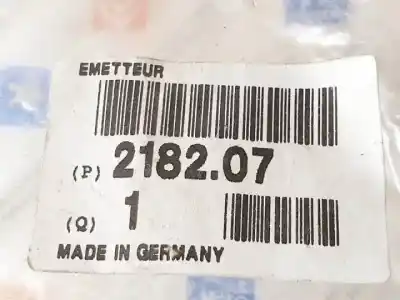 EMETTEUR
(P) 2182.07
(Q) 1
MADE IN GERMANY